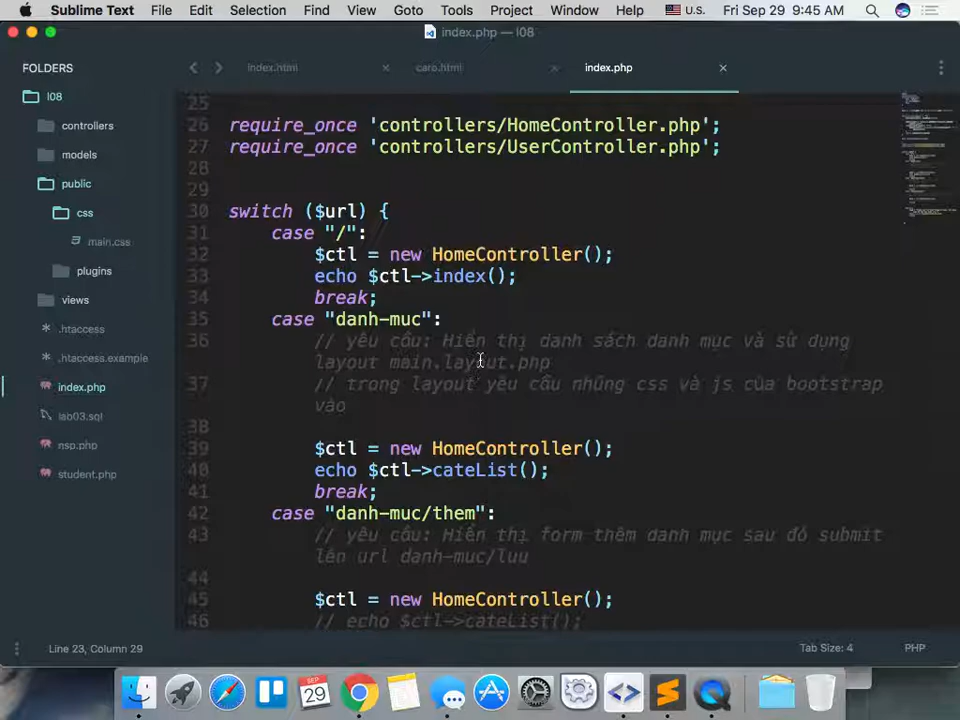 Sublime Text File Edit Selection Find View Goto Tools Project Window Help U.S. Fri Sep 29 9:45 AM
index.php — l08
FOLDERS
l08
controllers
models
public
css
main.css
plugins
views
.htaccess
.htaccess.example
index.php
lab03.sql
nsp.php
student.php
index.html
caro.html
index.php
25
26 require_once 'controllers/HomeController.php';
27 require_once 'controllers/UserController.php';
28
29
30 switch ($url) {
31 case "/":
32 $ctl = new HomeController();
33 echo $ctl->index();
34 break;
35 case "danh-muc":
36 // yêu cầu: Hiển thị danh sách danh mục và sử dụng
layout main.layout.php
37 // trong layout yêu cầu nhúng css và js của bootstrap
vào
38
39 $ctl = new HomeController();
40 echo $ctl->cateList();
41 break;
42 case "danh-muc/them":
43 // yêu cầu: Hiển thị form thêm danh mục sau đó submit
lên url danh-muc/luu
44
45 $ctl = new HomeController();
46 // echo $ctl->cateList();
Line 23, Column 29
Tab Size: 4
PHP
SEP
29